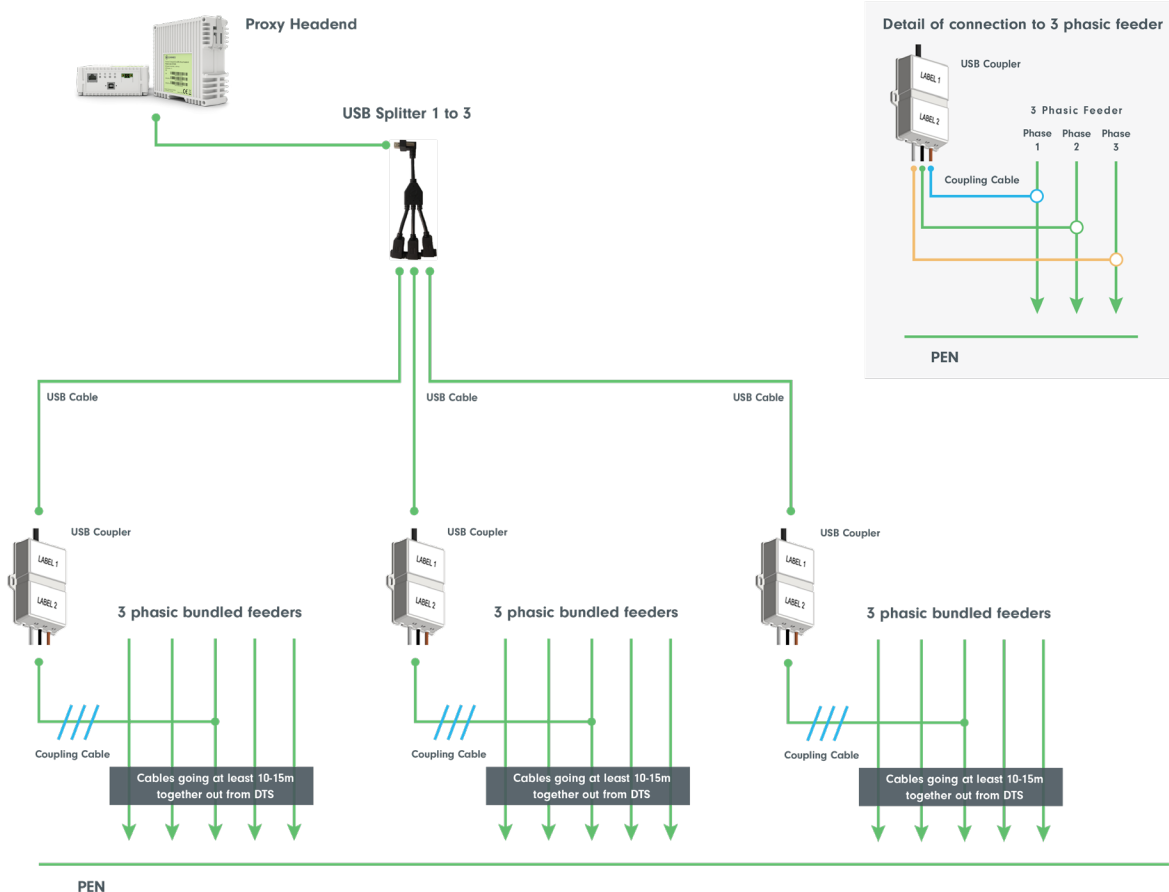 Proxy Headend
USB Splitter 1 to 3
Detail of connection to 3 phasic feeder
USB Coupler
LABEL 1
LABEL 2
3 Phasic Feeder
Phase Phase Phase
1 2 3
Coupling Cable
PEN
USB Cable
USB Cable
USB Cable
USB Coupler
LABEL 1
LABEL 2
3 phasic bundled feeders
Coupling Cable
Cables going at least 10-15m
together out from DTS
USB Coupler
LABEL 1
LABEL 2
3 phasic bundled feeders
Coupling Cable
Cables going at least 10-15m
together out from DTS
USB Coupler
LABEL 1
LABEL 2
3 phasic bundled feeders
Coupling Cable
Cables going at least 10-15m
together out from DTS
PEN